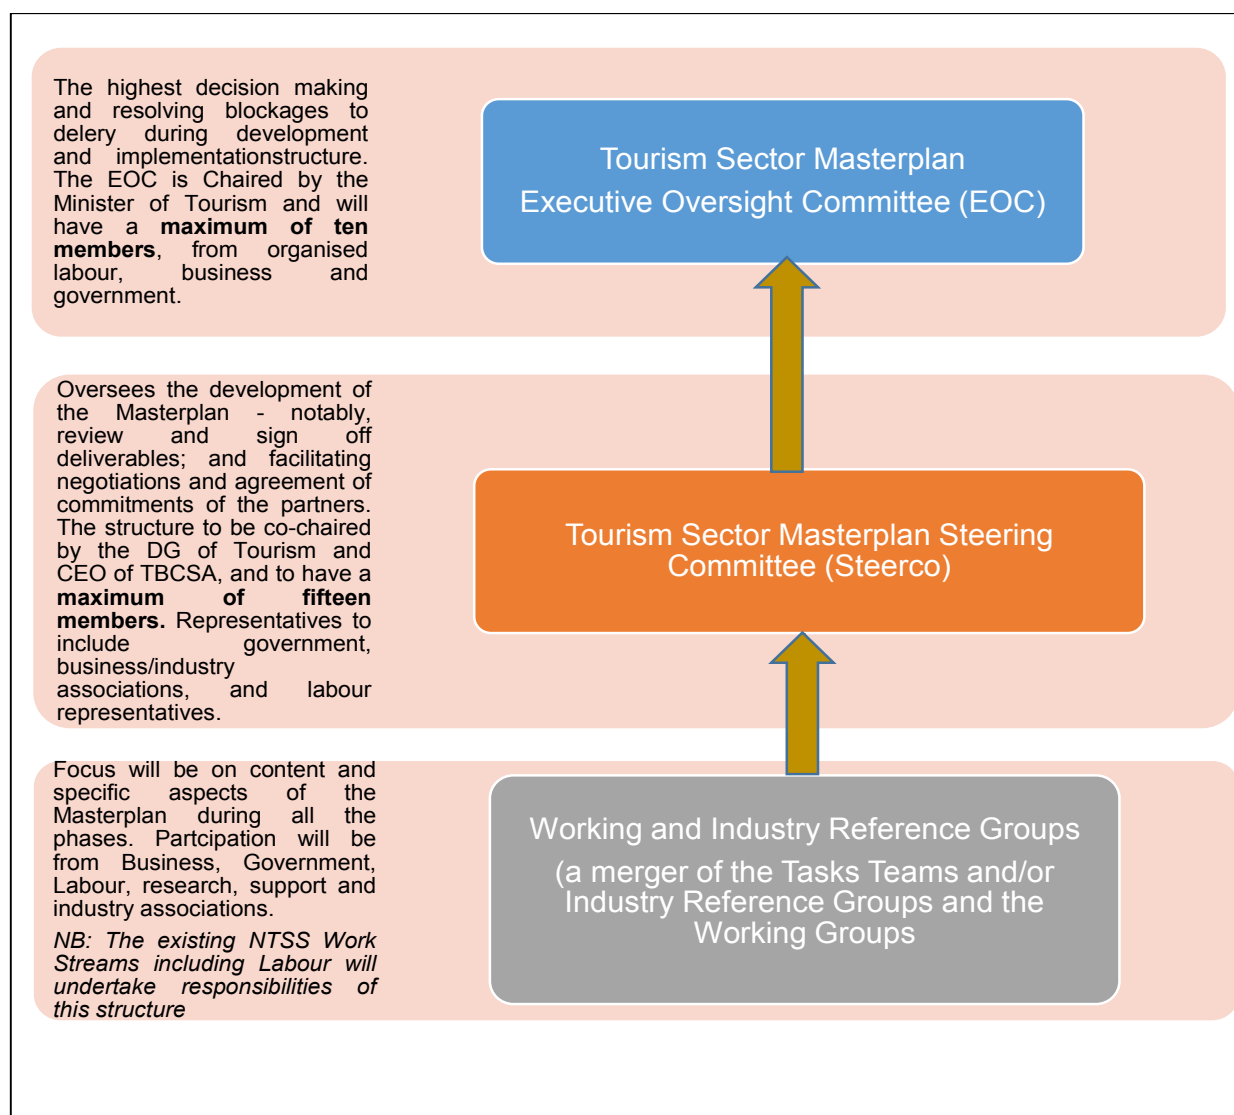 The highest decision making
and resolving blockages to
delery during development
and implementationstructure.
The EOC is Chaired by the
Minister of Tourism and will
have a maximum of ten
members, from organised
labour, business and
government.
Tourism Sector Masterplan
Executive Oversight Committee (EOC)
Oversees the development of
the Masterplan - notably,
review and sign off
deliverables; and facilitating
negotiations and agreement of
commitments of the partners.
The structure to be co-chaired
by the DG of Tourism and
CEO of TBCSA, and to have a
maximum of fifteen
members. Representatives to
include government,
business/industry
associations, and labour
representatives.
Tourism Sector Masterplan Steering
Committee (Steerco)
Focus will be on content and
specific aspects of the
Masterplan during all the
phases. Partcipation will be
from Business, Government,
Labour, research, support and
industry associations.
NB: The existing NTSS Work
Streams including Labour will
undertake responsibilities of
this structure
Working and Industry Reference Groups
(a merger of the Tasks Teams and/or
Industry Reference Groups and the
Working Groups